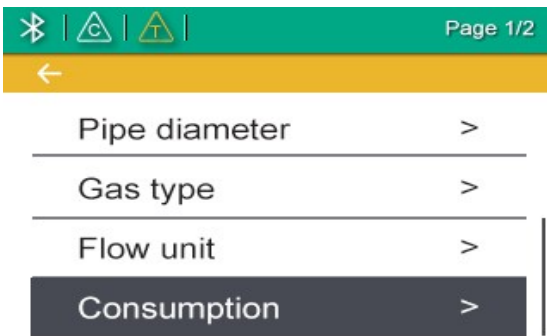 C T Page 1/2
←
Pipe diameter >
Gas type >
Flow unit >
Consumption >